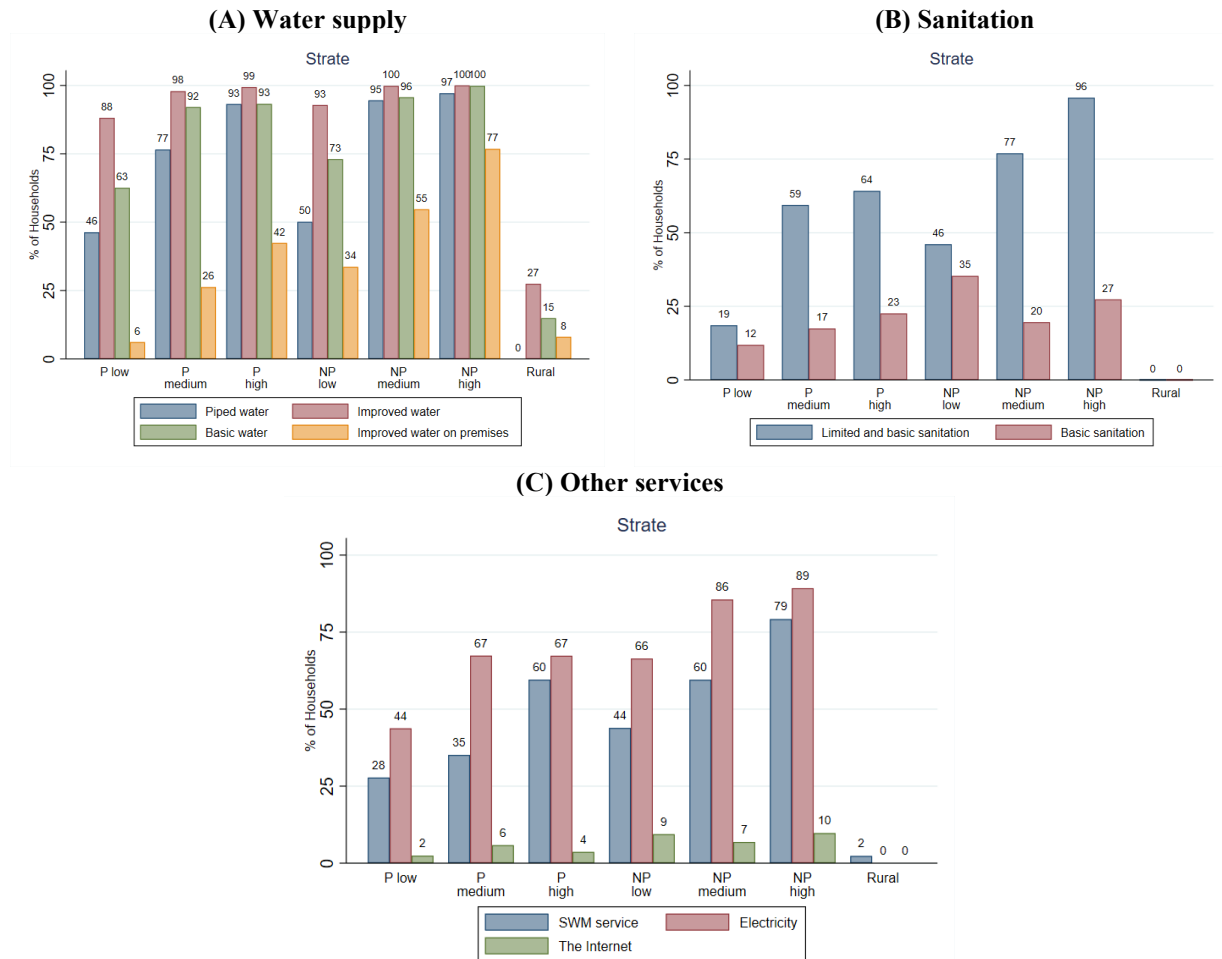 (A) Water supply
Strate
% of Households
100
75
50
25
0
46 88 63 6
77 98 92 26
93 99 93 42
50 93 73 34
95 100 96 55
97 100 100 77
0 27 15 8
P low P medium P high NP low NP medium NP high Rural
Piped water Improved water
Basic water Improved water on premises
(B) Sanitation
Strate
% of Households
100
75
50
25
0
19 12
59 17
64 23
46 35
77 20
96 27
0 0
P low P medium P high NP low NP medium NP high Rural
Limited and basic sanitation Basic sanitation
(C) Other services
Strate
% of Households
100
75
50
25
0
28 44 2
35 67 6
60 67 4
44 66 9
60 86 7
79 89 10
2 0 0
P low P medium P high NP low NP medium NP high Rural
SWM service Electricity
The Internet